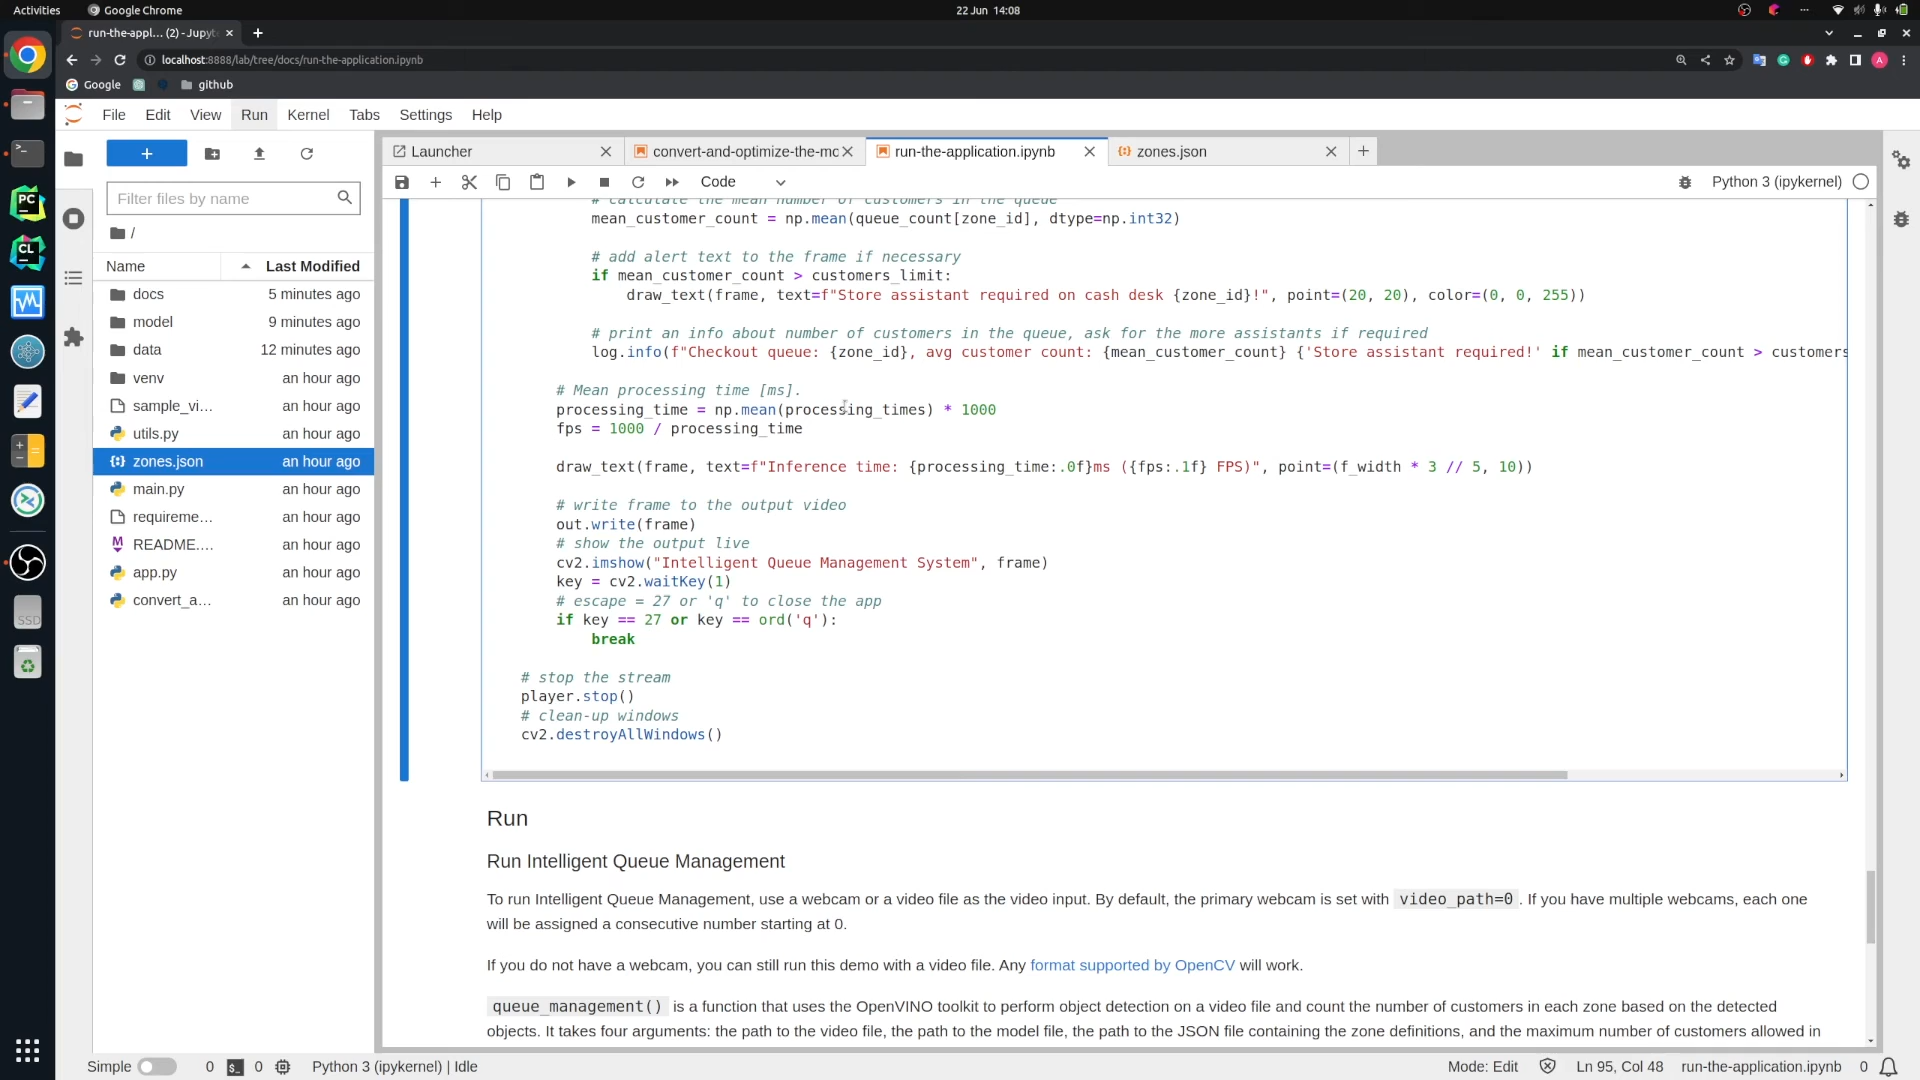 Activities
Google Chrome
22 Jun 14:08
run-the-appl... (2) - Jupyt
localhost:8888/lab/tree/docs/run-the-application.ipynb
A
Google
github
File
Edit
View
Run
Kernel
Tabs
Settings
Help
Launcher
convert-and-optimize-the-mo
run-the-application.ipynb
zones.json
Code
Python 3 (ipykernel)
Filter files by name
/
Name
Last Modified
docs 5 minutes ago
model 9 minutes ago
data 12 minutes ago
venv an hour ago
sample_vi... an hour ago
utils.py an hour ago
zones.json an hour ago
main.py an hour ago
requireme... an hour ago
README.... an hour ago
app.py an hour ago
convert_a... an hour ago
PC
CL
SSD
# calculate the mean number of customers in the queue
mean_customer_count = np.mean(queue_count[zone_id], dtype=np.int32)
# add alert text to the frame if necessary
if mean_customer_count > customers_limit:
draw_text(frame, text=f"Store assistant required on cash desk {zone_id}!", point=(20, 20), color=(0, 0, 255))
# print an info about number of customers in the queue, ask for the more assistants if required
log.info(f"Checkout queue: {zone_id}, avg customer count: {mean_customer_count} {'Store assistant required!' if mean_customer_count > customers
# Mean processing time [ms].
processing_time = np.mean(processing_times) * 1000
fps = 1000 / processing_time
draw_text(frame, text=f"Inference time: {processing_time:.0f}ms ({fps:.1f} FPS)", point=(f_width * 3 // 5, 10))
# write frame to the output video
out.write(frame)
# show the output live
cv2.imshow("Intelligent Queue Management System", frame)
key = cv2.waitKey(1)
# escape = 27 or 'q' to close the app
if key == 27 or key == ord('q'):
break
# stop the stream
player.stop()
# clean-up windows
cv2.destroyAllWindows()
Run
Run Intelligent Queue Management
To run Intelligent Queue Management, use a webcam or a video file as the video input. By default, the primary webcam is set with video_path=0 . If you have multiple webcams, each one
will be assigned a consecutive number starting at 0.
If you do not have a webcam, you can still run this demo with a video file. Any format supported by OpenCV will work.
queue_management() is a function that uses the OpenVINO toolkit to perform object detection on a video file and count the number of customers in each zone based on the detected
objects. It takes four arguments: the path to the video file, the path to the model file, the path to the JSON file containing the zone definitions, and the maximum number of customers allowed in
Simple
0
0
Python 3 (ipykernel) | Idle
Mode: Edit
Ln 95, Col 48
run-the-application.ipynb
0